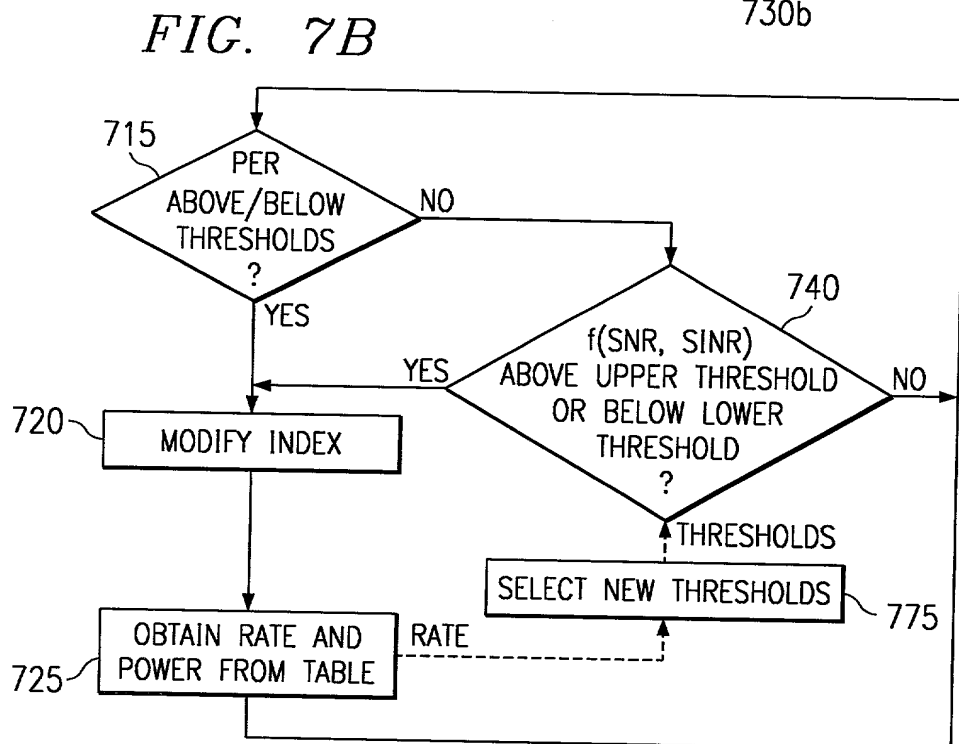 730b
FIG. 7B
715
PER
ABOVE/BELOW
THRESHOLDS
?
NO
YES
740
f(SNR, SINR)
ABOVE UPPER THRESHOLD
OR BELOW LOWER
THRESHOLD
?
YES
NO
720
MODIFY INDEX
THRESHOLDS
SELECT NEW THRESHOLDS
775
725
OBTAIN RATE AND
POWER FROM TABLE
RATE